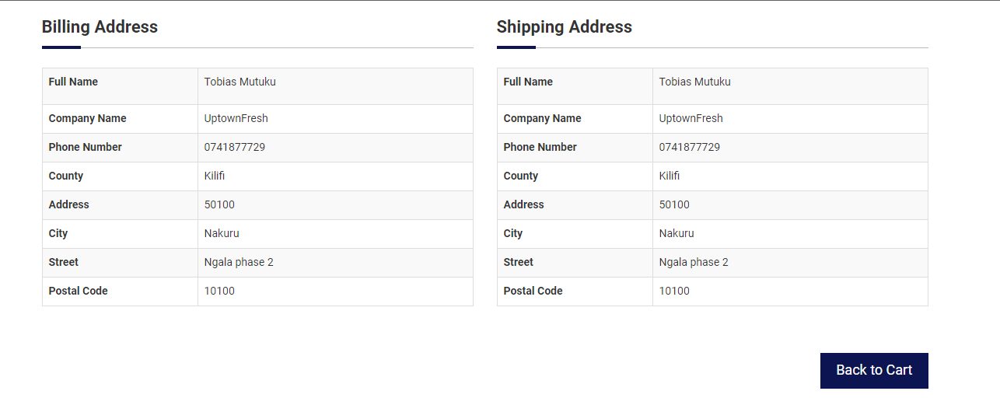 Billing Address
Full Name Tobias Mutuku
Company Name UptownFresh
Phone Number 0741877729
County Kilifi
Address 50100
City Nakuru
Street Ngala phase 2
Postal Code 10100
Shipping Address
Full Name Tobias Mutuku
Company Name UptownFresh
Phone Number 0741877729
County Kilifi
Address 50100
City Nakuru
Street Ngala phase 2
Postal Code 10100
Back to Cart